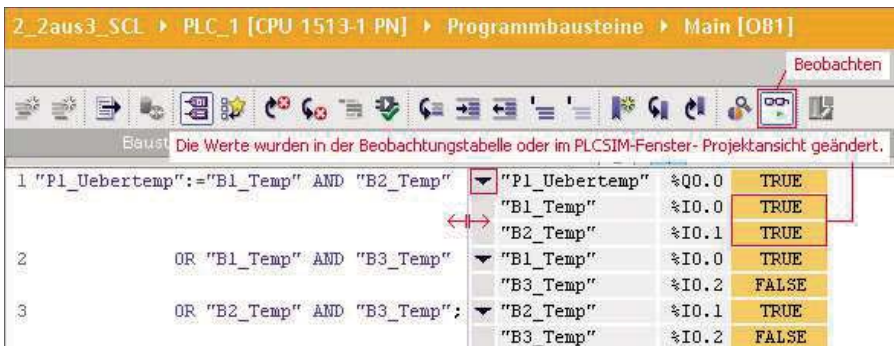 2_2aus3_SCL ▸ PLC_1 [CPU 1513-1 PN] ▸ Programmbausteine ▸ Main [OB1]
Beobachten
Baust
Die Werte wurden in der Beobachtungstabelle oder im PLCSIM-Fenster- Projektansicht geändert.
1 "P1_Uebertemp":="B1_Temp" AND "B2_Temp" "P1_Uebertemp" %Q0.0 TRUE
"B1_Temp" %I0.0 TRUE
"B2_Temp" %I0.1 TRUE
2 OR "B1_Temp" AND "B3_Temp" "B1_Temp" %I0.0 TRUE
"B3_Temp" %I0.2 FALSE
3 OR "B2_Temp" AND "B3_Temp"; "B2_Temp" %I0.1 TRUE
"B3_Temp" %I0.2 FALSE